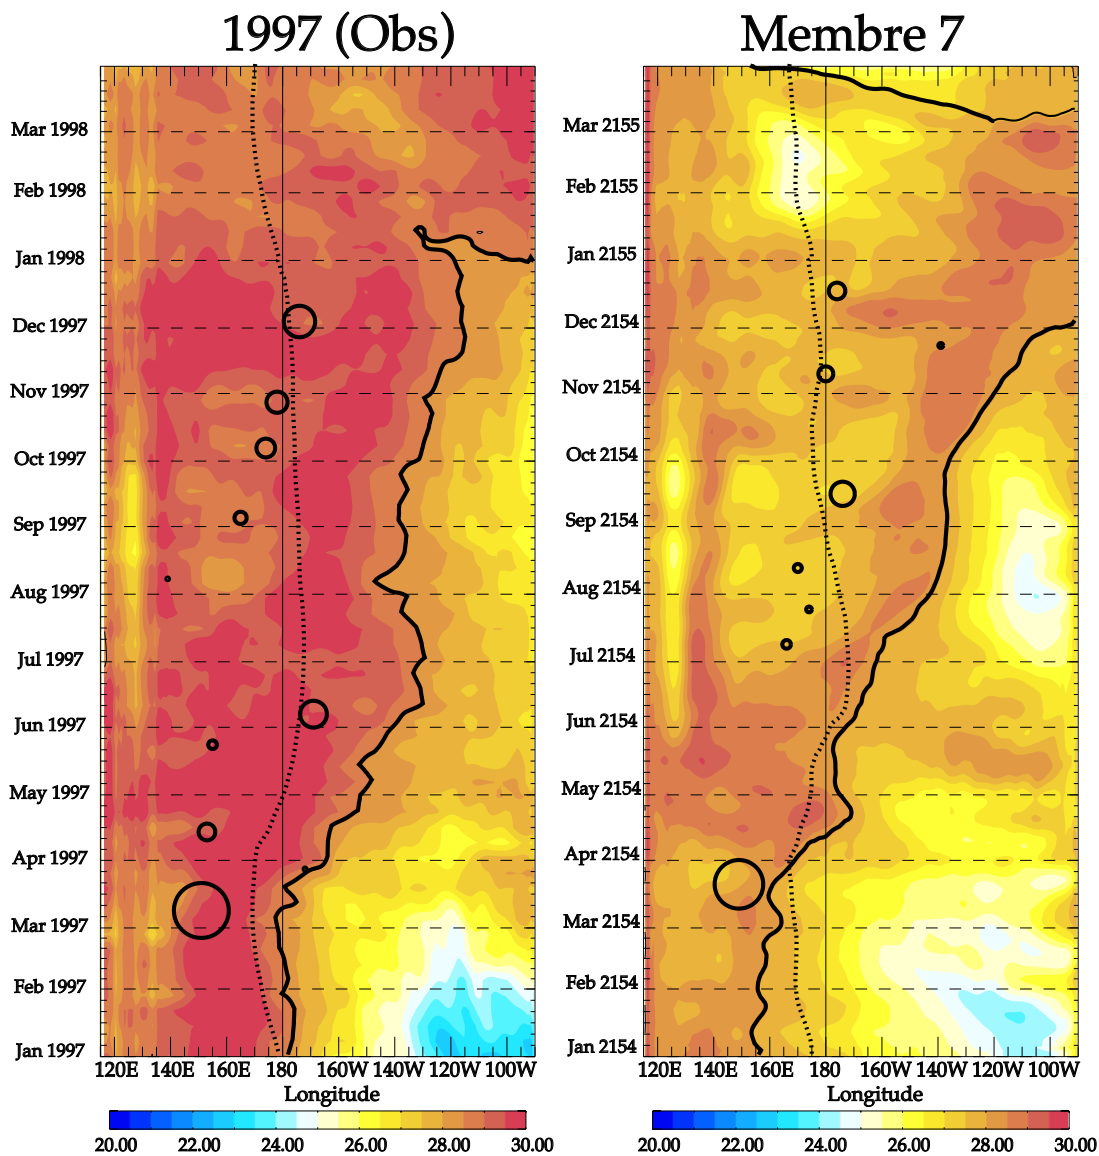 1997 (Obs)
Mar 1998
Feb 1998
Jan 1998
Dec 1997
Nov 1997
Oct 1997
Sep 1997
Aug 1997
Jul 1997
Jun 1997
May 1997
Apr 1997
Mar 1997
Feb 1997
Jan 1997
120E 140E 160E 180 160W 140W 120W 100W
Longitude
20.00 22.00 24.00 26.00 28.00 30.00
Membre 7
Mar 2155
Feb 2155
Jan 2155
Dec 2154
Nov 2154
Oct 2154
Sep 2154
Aug 2154
Jul 2154
Jun 2154
May 2154
Apr 2154
Mar 2154
Feb 2154
Jan 2154
120E 140E 160E 180 160W 140W 120W 100W
Longitude
20.00 22.00 24.00 26.00 28.00 30.00